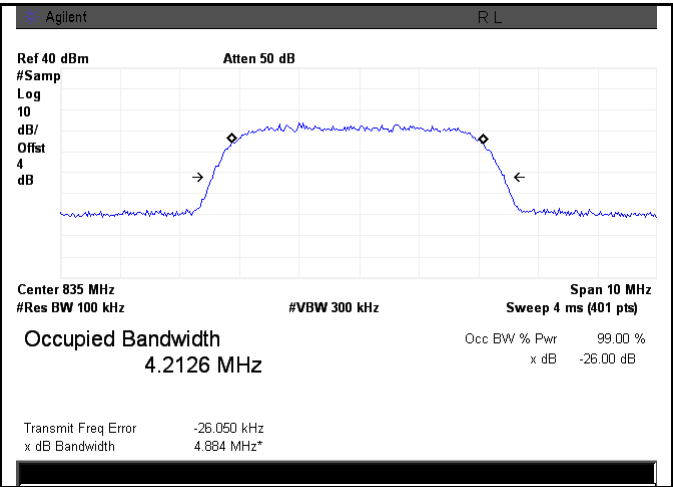 Agilent R L
Ref 40 dBm Atten 50 dB
#Samp
Log
10
dB/
Offst
4
dB
Center 835 MHz Span 10 MHz
#Res BW 100 kHz #VBW 300 kHz Sweep 4 ms (401 pts)
Occupied Bandwidth Occ BW % Pwr 99.00 %
4.2126 MHz x dB -26.00 dB
Transmit Freq Error -26.050 kHz
x dB Bandwidth 4.884 MHz*